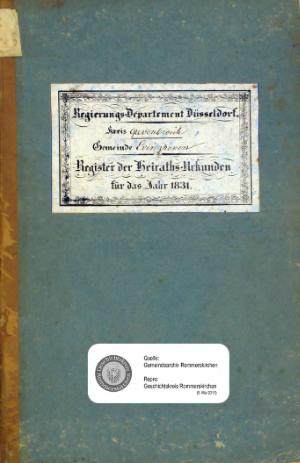 Regierungs-Departement Düsseldorf.
Kreis Grevenbroich
Gemeinde Evinghoven
Register der Heiraths-Urkunden
für das Jahr 1831.
Quelle:
Gemeindearchiv Rommerskirchen
Repro:
Geschichtskreis Rommerskirchen